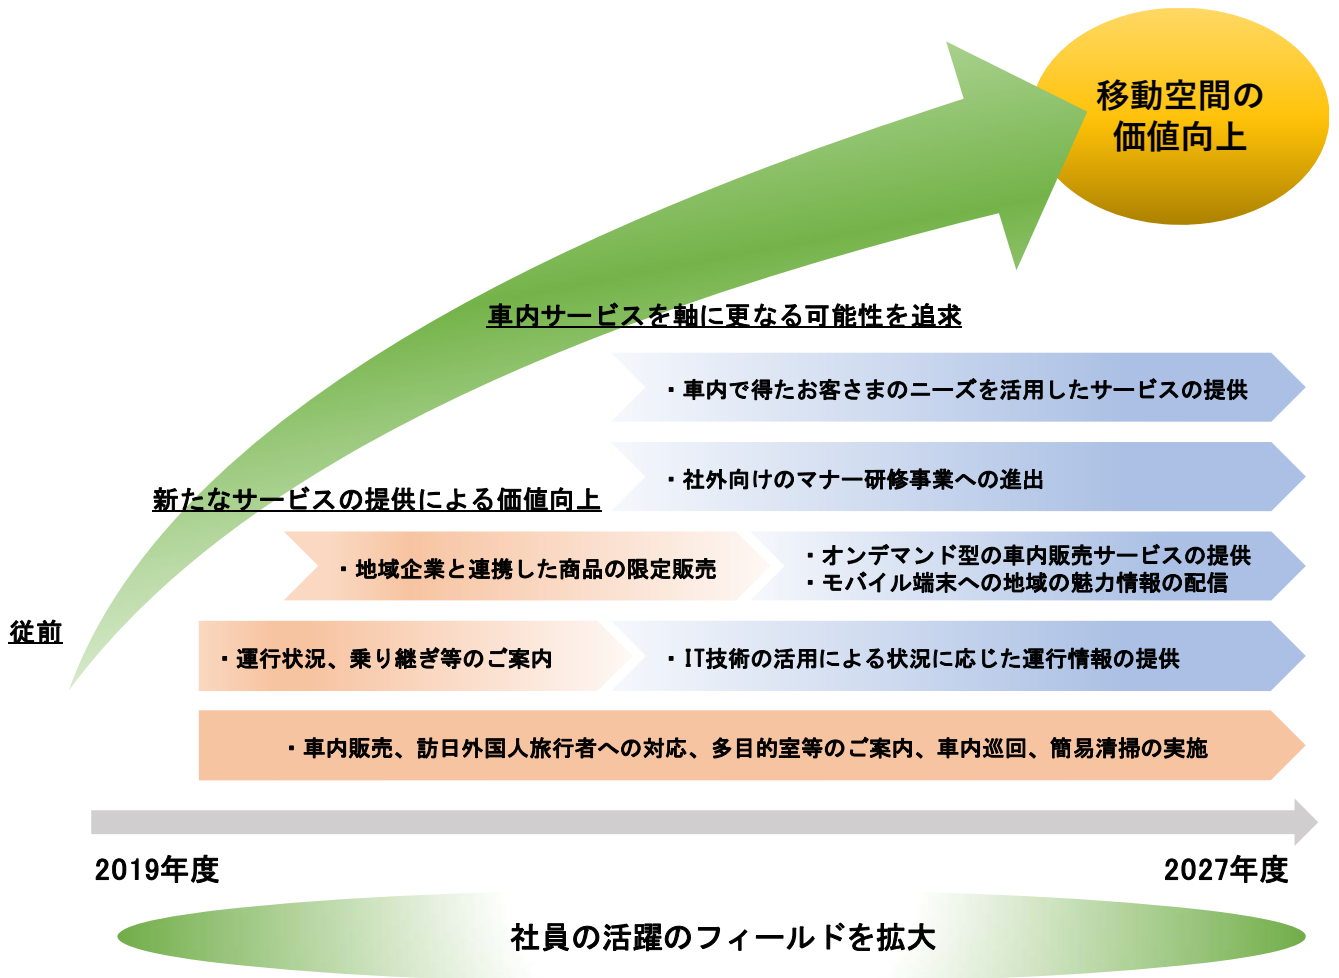 移動空間の
価値向上
車内サービスを軸に更なる可能性を追求
・車内で得たお客さまのニーズを活用したサービスの提供
・社外向けのマナー研修事業への進出
新たなサービスの提供による価値向上
・地域企業と連携した商品の限定販売
・オンデマンド型の車内販売サービスの提供
・モバイル端末への地域の魅力情報の配信
従前
・運行状況、乗り継ぎ等のご案内
・IT技術の活用による状況に応じた運行情報の提供
・車内販売、訪日外国人旅行者への対応、多目的室等のご案内、車内巡回、簡易清掃の実施
2019年度
2027年度
社員の活躍のフィールドを拡大